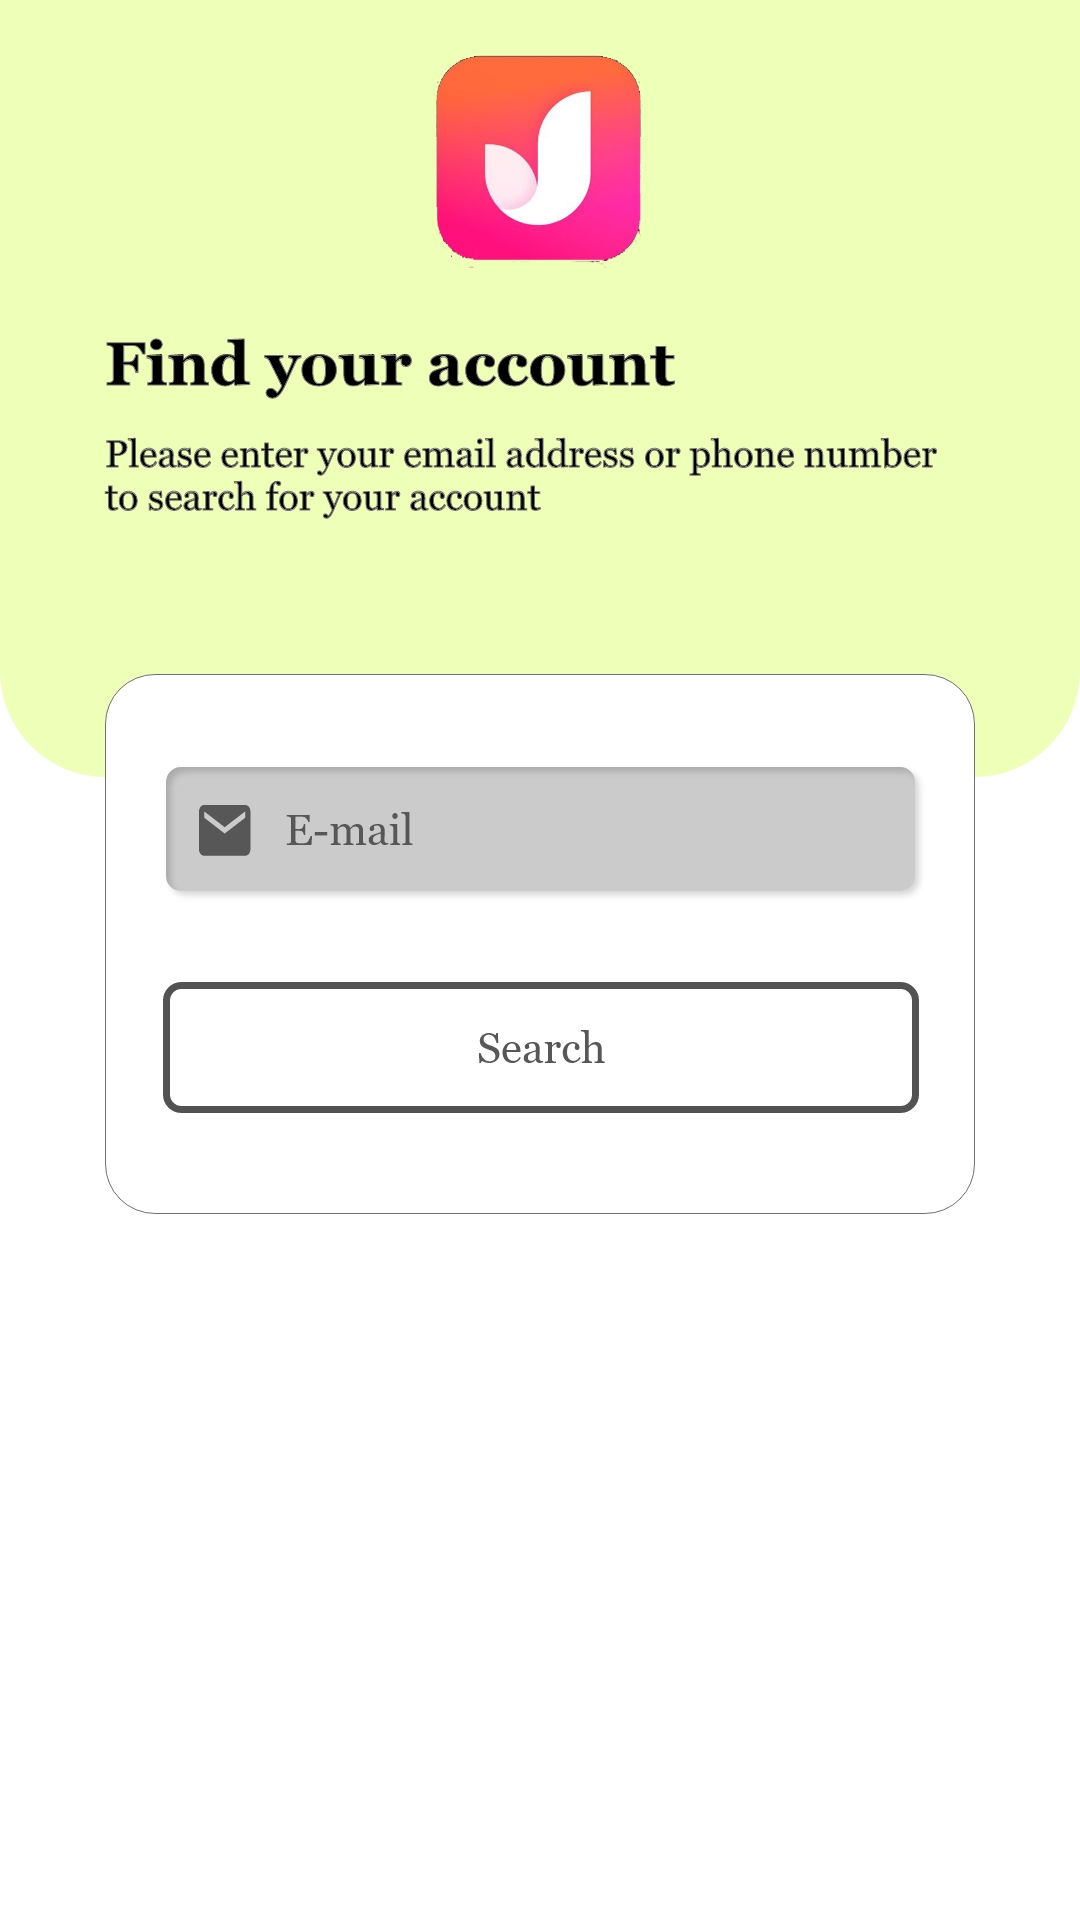 Find your account
Please enter your email address or phone number
to search for your account
E-mail
Search